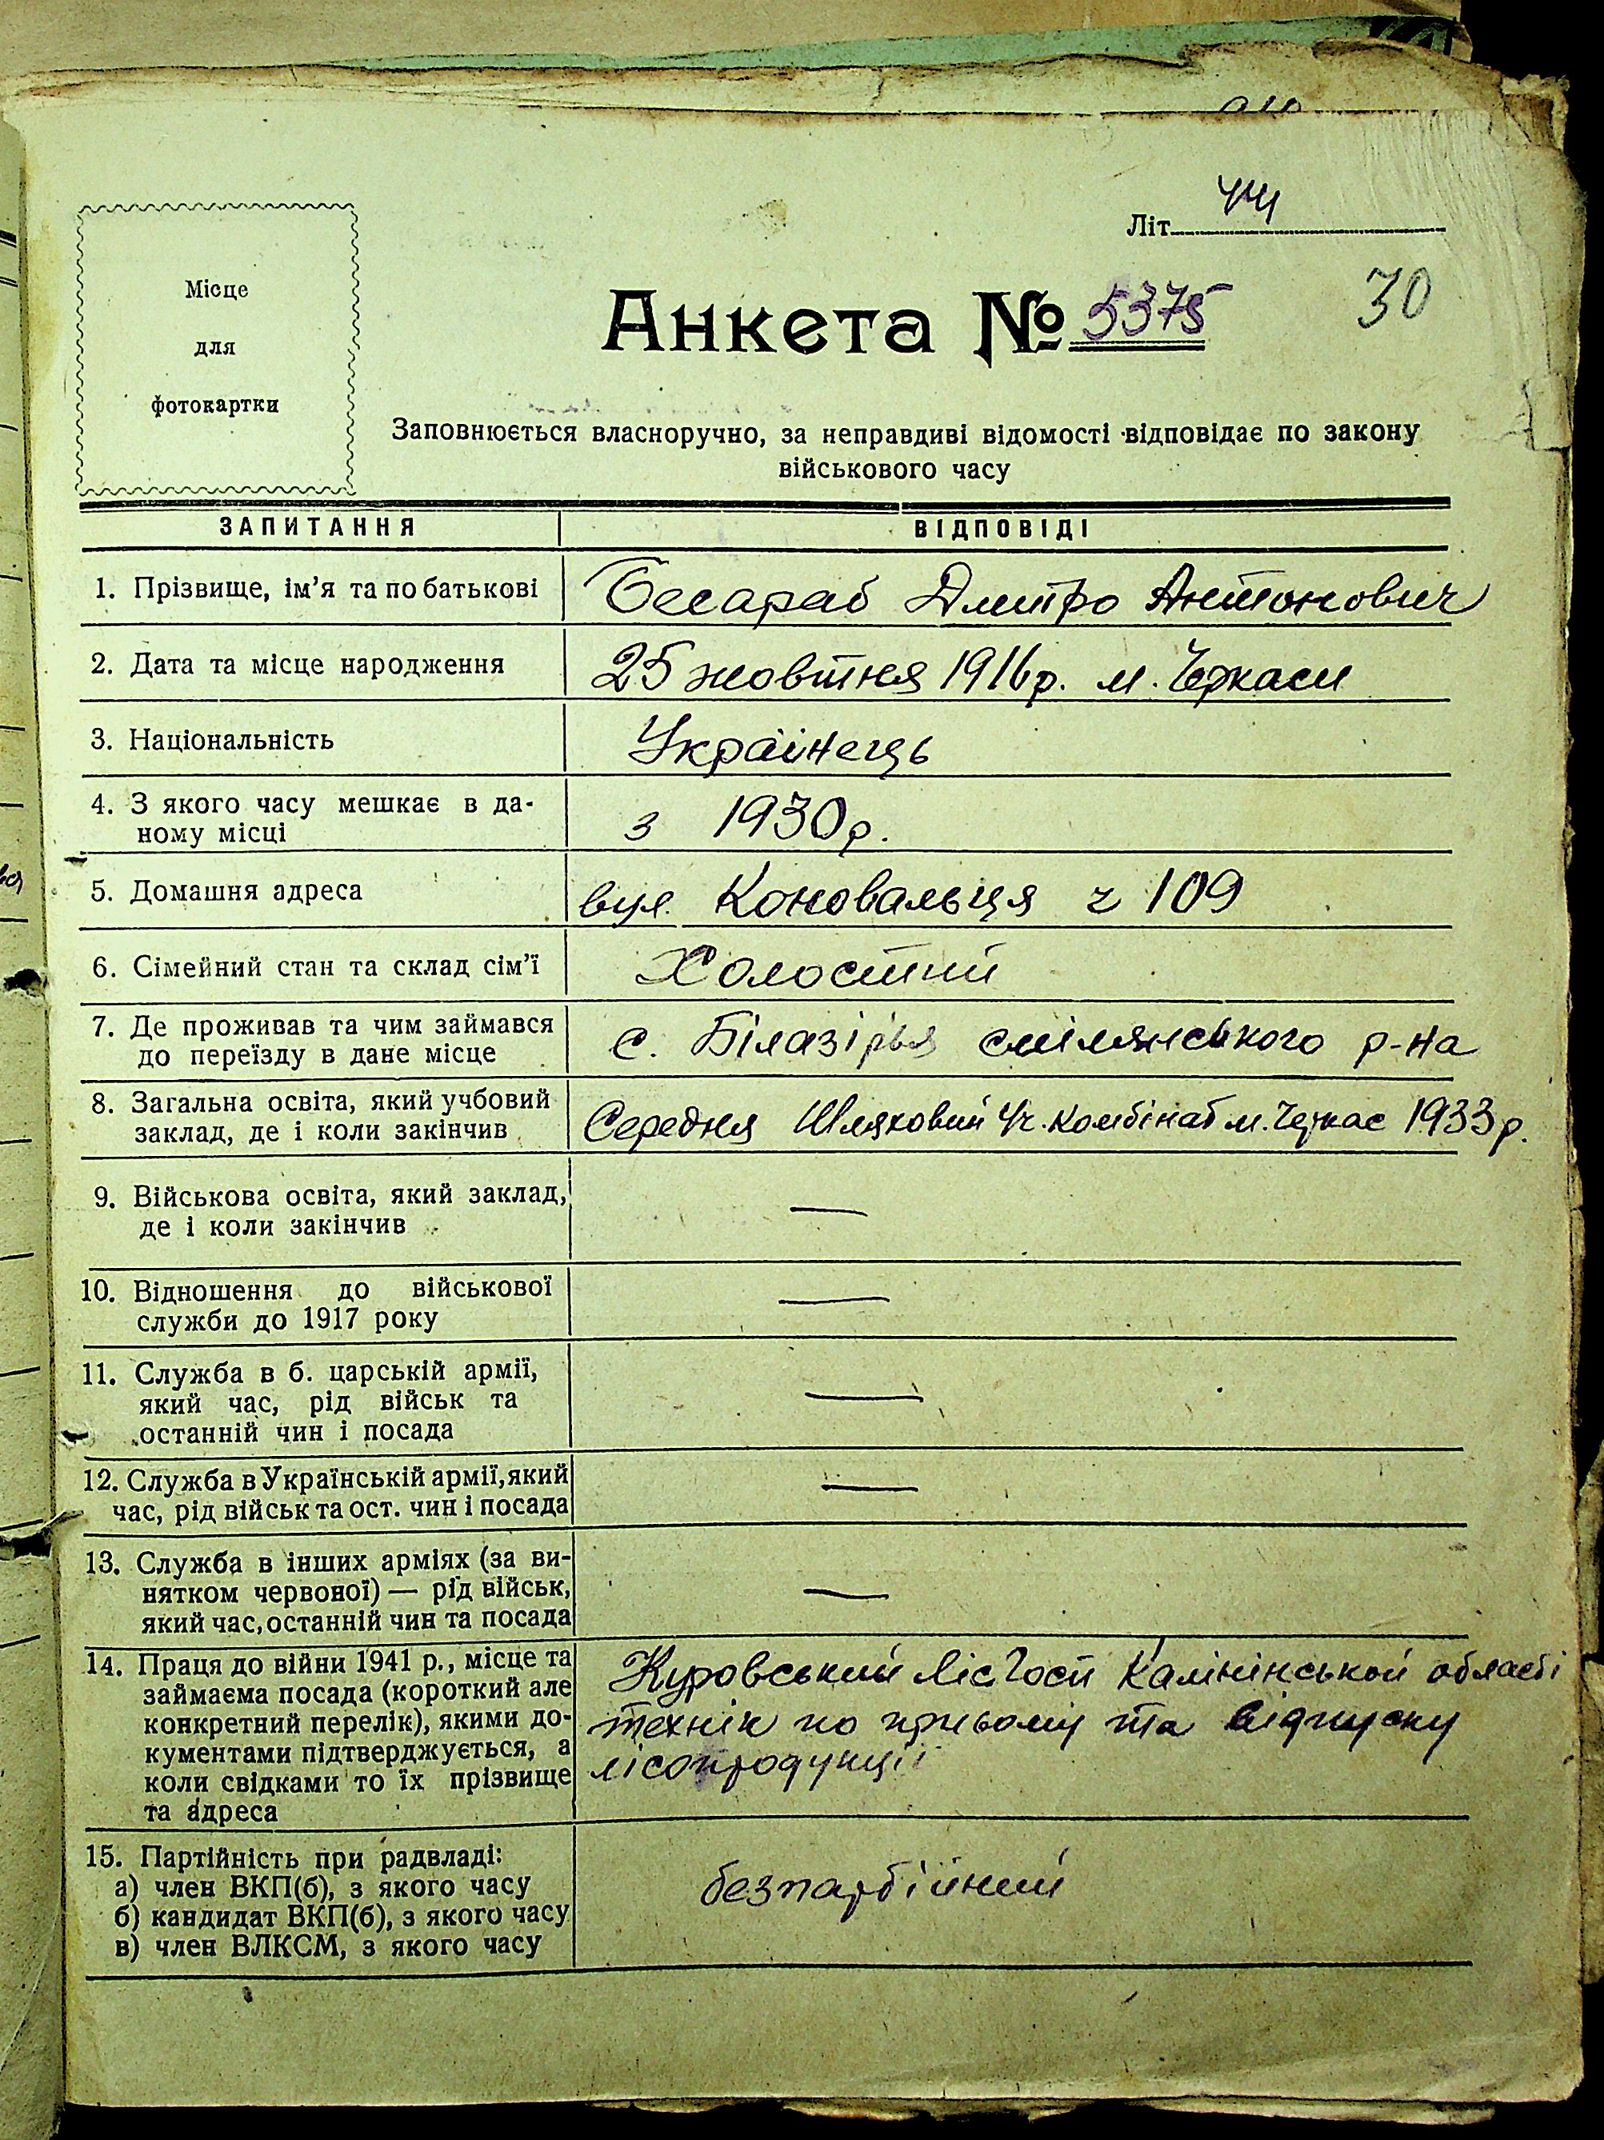 Літ. 44
Місце
для
фотокартки
Анкета № 5375
30
Заповнюється власноручно, за неправдиві відомості відповідає по закону
військового часу
ЗАПИТАННЯ ВІДПОВІДІ
1. Прізвище, ім'я та по батькові Бесараб Дмитро Антонович
2. Дата та місце народження 25 жовтня 1916 р. м. Черкаси
3. Національність Українець
4. З якого часу мешкає в да-
ному місці з 1930 р.
5. Домашня адреса вул. Коновальця ч 109
6. Сімейний стан та склад сім'ї Холостий
7. Де проживав та чим займався
до переїзду в дане місце с. Білазірья смілянського р-на
8. Загальна освіта, який учбовий
заклад, де і коли закінчив Середня Шляховий Уч. Комбінат м. Черкас 1933 р.
9. Військова освіта, який заклад,
де і коли закінчив —
10. Відношення до військової
служби до 1917 року —
11. Служба в б. царській армії,
який час, рід військ та
останній чин і посада —
12. Служба в Українській армії, який
час, рід військ та ост. чин і посада —
13. Служба в інших арміях (за ви-
нятком червоної) — рід військ,
який час, останній чин та посада —
14. Праця до війни 1941 р., місце та
займаєма посада (короткий але
конкретний перелік), якими до-
кументами підтверджується, а
коли свідками то їх прізвище
та адреса
Куровський ЛісГосп Калінінськой області
технік по прийому та відпуску
лісопродукції
15. Партійність при радвладі:
а) член ВКП(б), з якого часу
б) кандидат ВКП(б), з якого часу
в) член ВЛКСМ, з якого часу
безпартійний